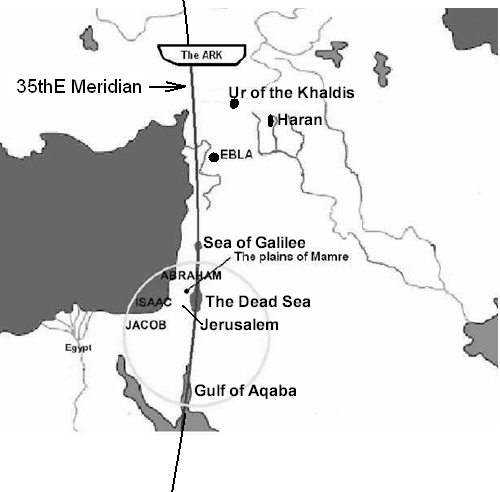 The ARK
35thE Meridian
Ur of the Khaldis
Haran
EBLA
Sea of Galilee
The plains of Mamre
ABRAHAM
ISAAC
The Dead Sea
JACOB
Jerusalem
Egypt
Gulf of Aqaba